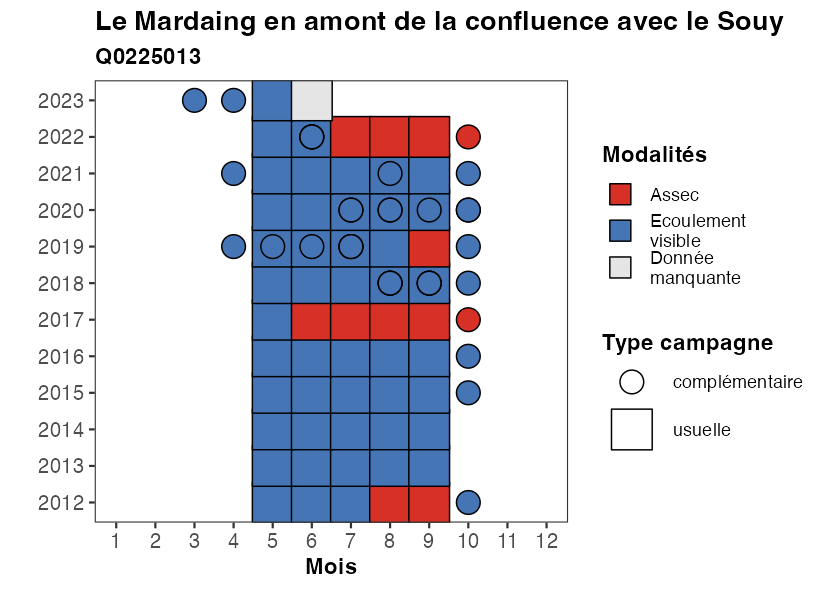 Le Mardaing en amont de la confluence avec le Souy
Q0225013
2023
2022
2021
2020
2019
2018
2017
2016
2015
2014
2013
2012
1 2 3 4 5 6 7 8 9 10 11 12
Mois
Modalités
Assec
Ecoulement
visible
Donnée
manquante
Type campagne
complémentaire
usuelle